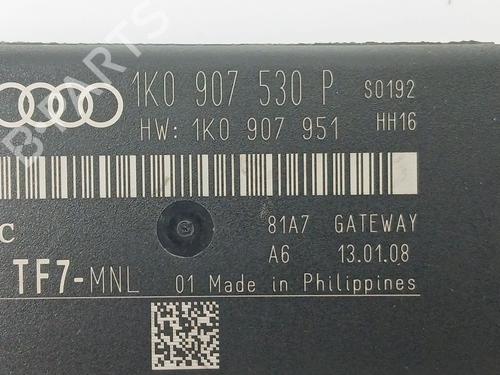 1K0 907 530 P S0192
HW: 1K0 907 951 HH16
C 81A7 GATEWAY
A6 13.01.08
TF7-MNL 01 Made in Philippines